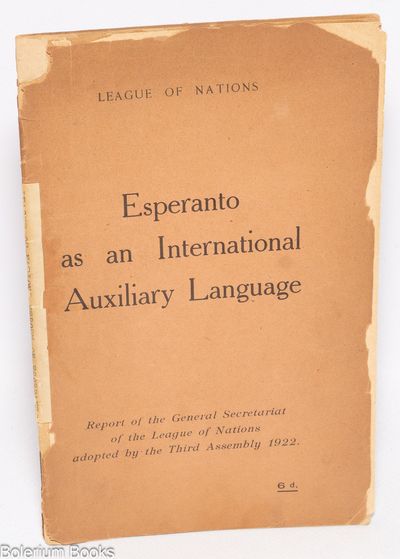 LEAGUE OF NATIONS
Esperanto
as an International
Auxiliary Language
Report of the General Secretariat
of the League of Nations
adopted by the Third Assembly 1922.
6 d.
Bolerium Books